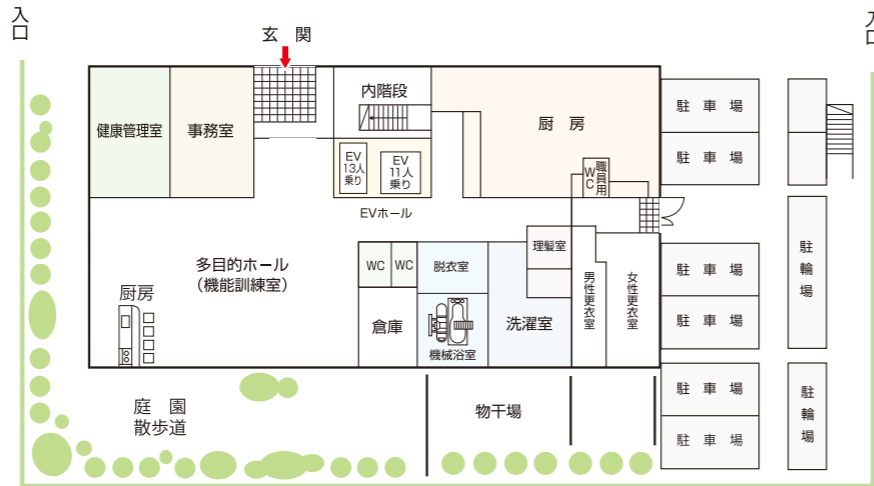 入口
入口
玄 関
内階段
健康管理室
事務室
厨 房
駐 車 場
駐 車 場
EV
13人
乗り
EV
11人
乗り
職員用
WC
EVホール
多目的ホール
(機能訓練室)
WC
WC
脱衣室
理髪室
男性更衣室
女性更衣室
駐 車 場
駐 車 場
駐輪場
厨房
倉庫
機械浴室
洗濯室
庭 園
散歩道
物干場
駐 車 場
駐 車 場
駐輪場